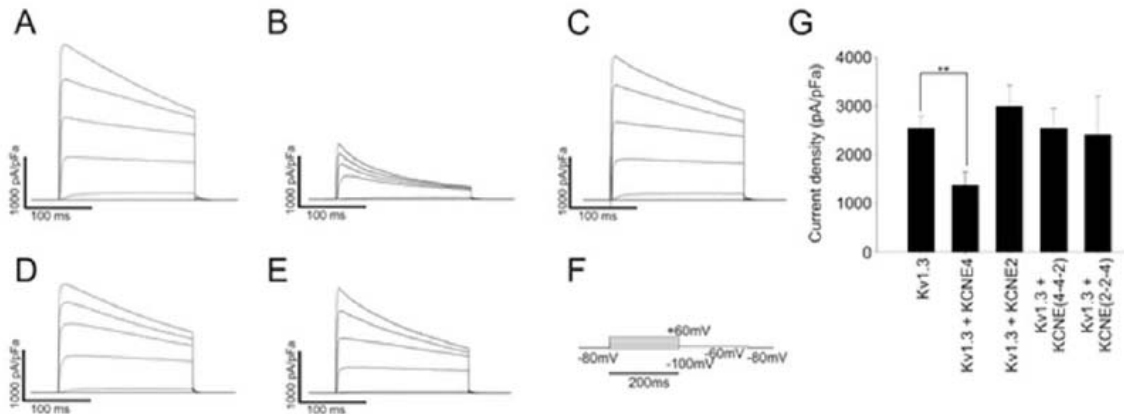 A
B
C
G
1000 pA/pFa
100 ms
1000 pA/pFa
100 ms
1000 pA/pFa
100 ms
D
E
F
1000 pA/pFa
100 ms
1000 pA/pFa
100 ms
+60mV
-80mV
-60mV
-80mV
-100mV
200ms
Current density (pA/pFa)
4000
3000
2000
1000
0
**
Kv1.3
Kv1.3 + KCNE4
Kv1.3 + KCNE2
Kv1.3 +
KCNE(4-4-2)
Kv1.3 +
KCNE(2-2-4)